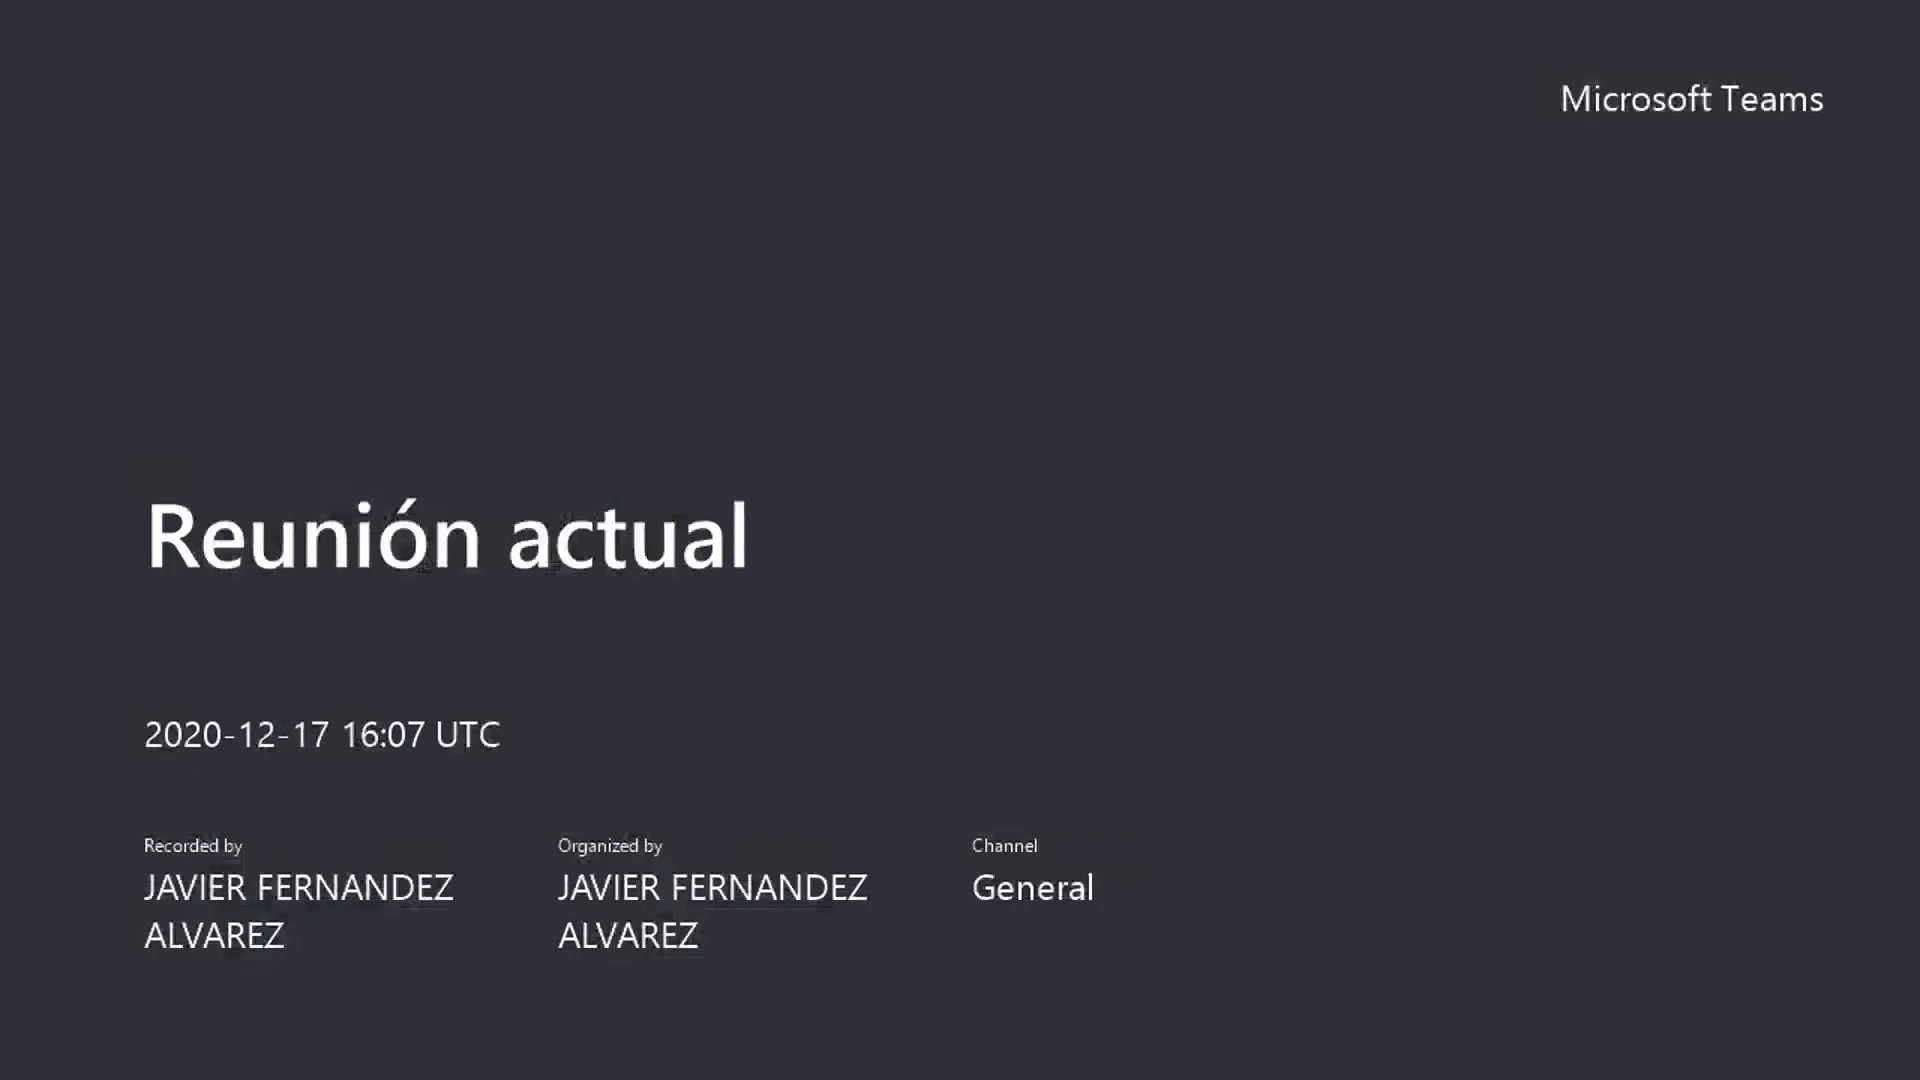 Microsoft Teams
Reunión actual
2020-12-17 16:07 UTC
Recorded by
JAVIER FERNANDEZ
ALVAREZ
Organized by
JAVIER FERNANDEZ
ALVAREZ
Channel
General